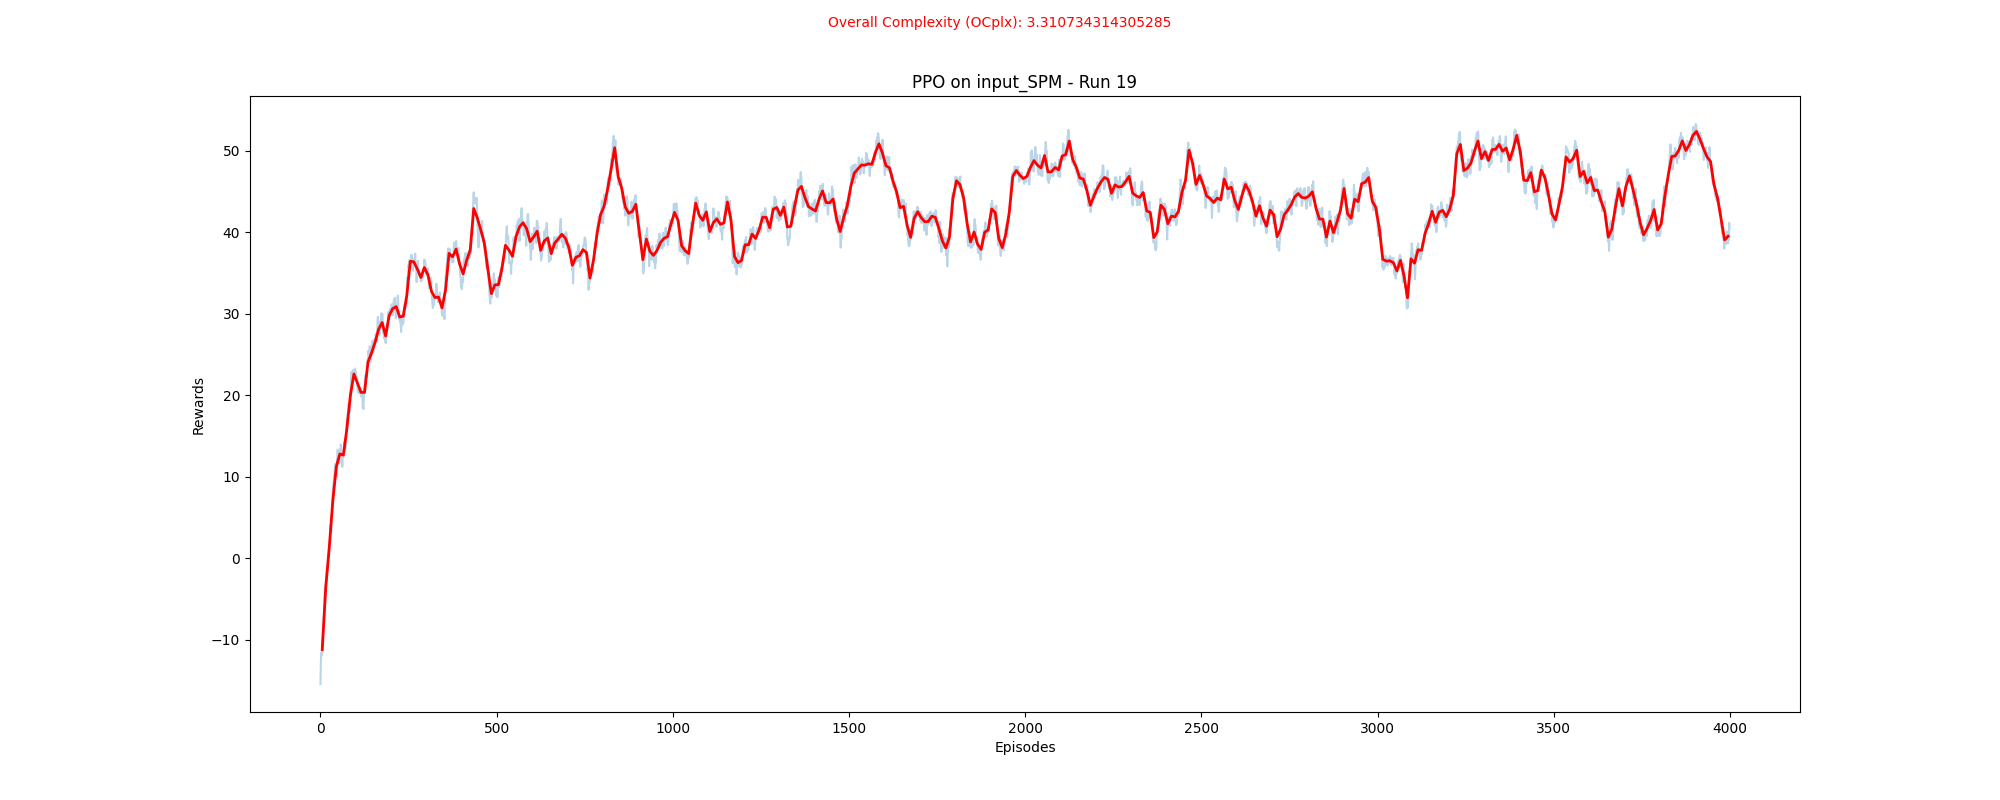 Overall Complexity (OCplx): 3.310734314305285
PPO on input_SPM - Run 19
Rewards
50
40
30
20
10
0
−10
0 500 1000 1500 2000 2500 3000 3500 4000
Episodes